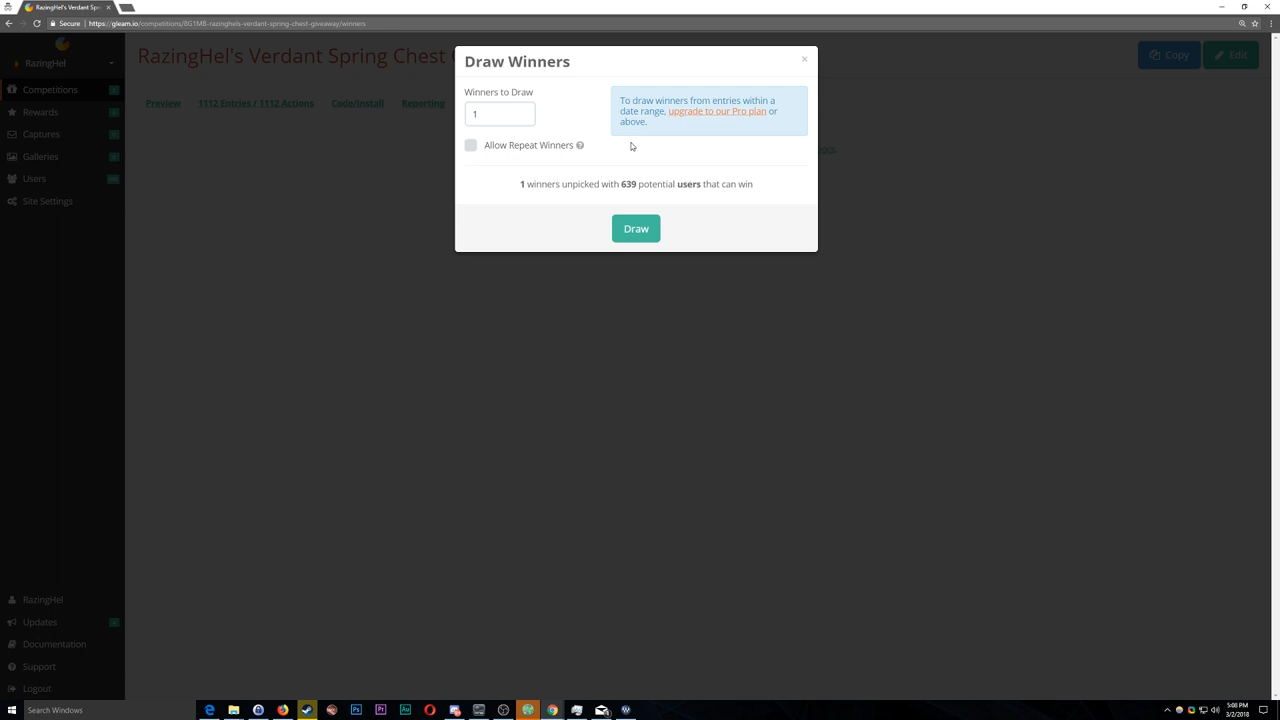 RazingHel's Verdant Spri
Secure https://gleam.io/competitions/8G1MB-razinghels-verdant-spring-chest-giveaway/winners
RazingHel
Competitions
Rewards
Captures
Galleries
Users
Site Settings
RazingHel's Verdant Spring Chest
Copy
Edit
Preview
1112 Entries / 1112 Actions
Code/Install
Reporting
Draw Winners
×
Winners to Draw
1
Allow Repeat Winners
To draw winners from entries within a
date range, upgrade to our Pro plan or
above.
1 winners unpicked with 639 potential users that can win
Draw
RazingHel
Updates
Documentation
Support
Logout
Search Windows
5:08 PM
3/2/2018